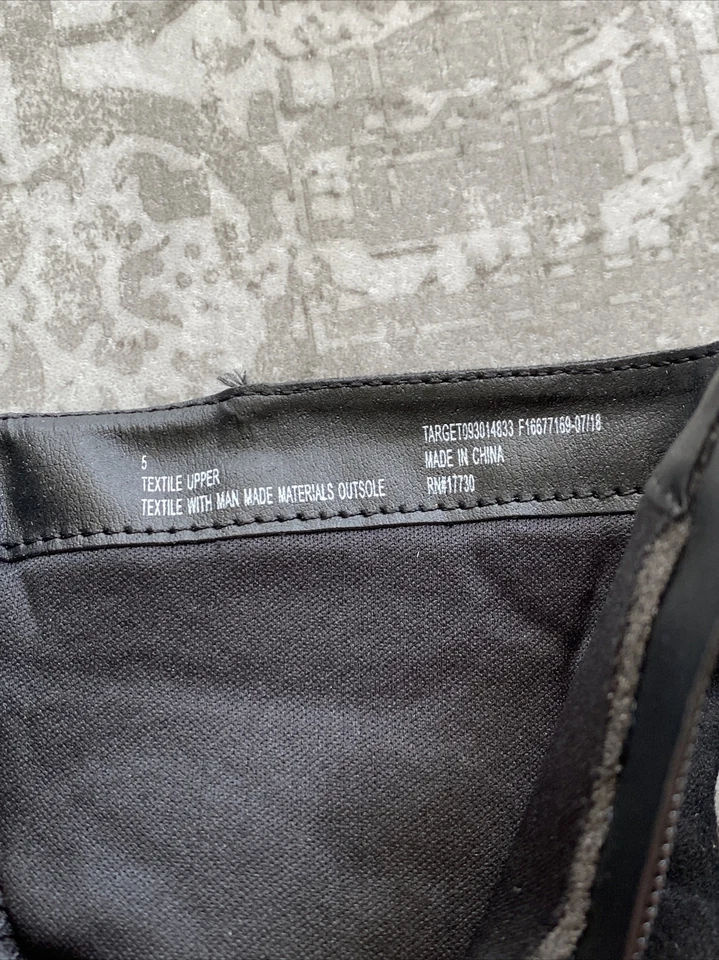 5
TEXTILE UPPER
TEXTILE WITH MAN MADE MATERIALS OUTSOLE
TARGET093014833 F16677169-07/18
MADE IN CHINA
RN#17730